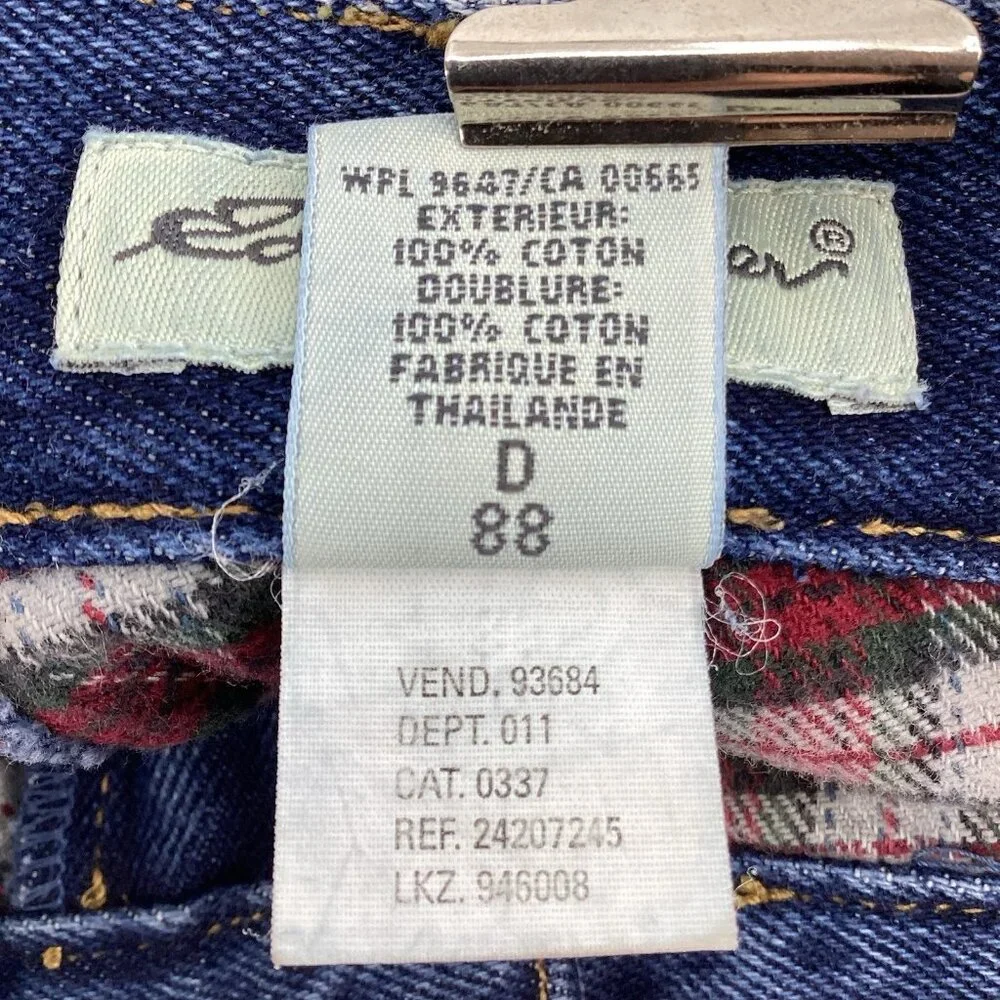 WPL 9647/CA 00665
EXTERIEUR:
100% COTON
DOUBLURE:
100% COTON
FABRIQUE EN
THAILANDE
D
88
VEND. 93684
DEPT. 011
CAT. 0337
REF. 24207245
LKZ. 946008